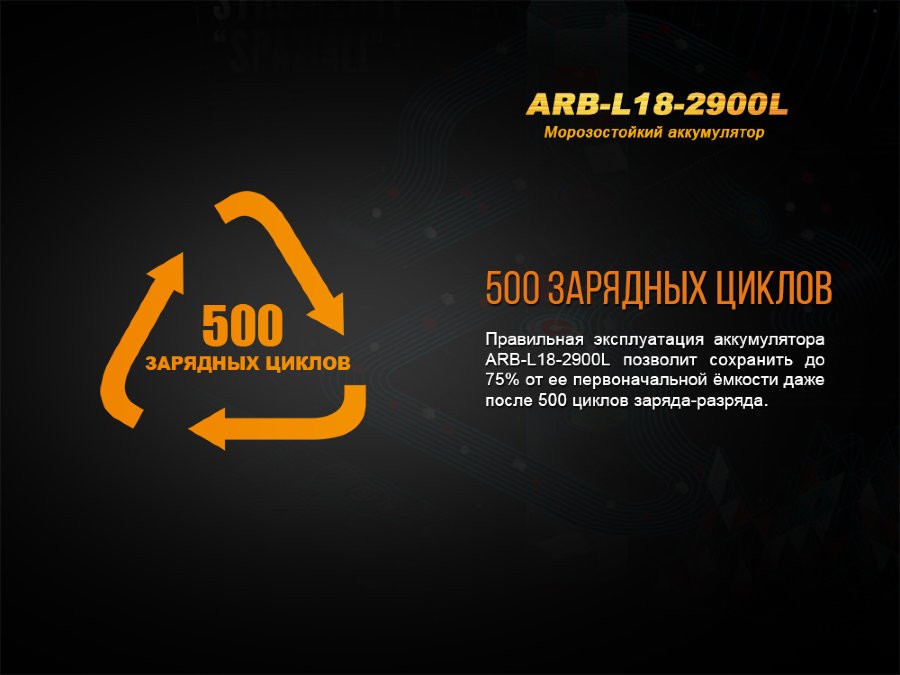 ARB-L18-2900L
Морозостойкий аккумулятор
500
ЗАРЯДНЫХ ЦИКЛОВ
500 ЗАРЯДНЫХ ЦИКЛОВ
Правильная эксплуатация аккумулятора
ARB-L18-2900L позволит сохранить до
75% от ее первоначальной ёмкости даже
после 500 циклов заряда-разряда.